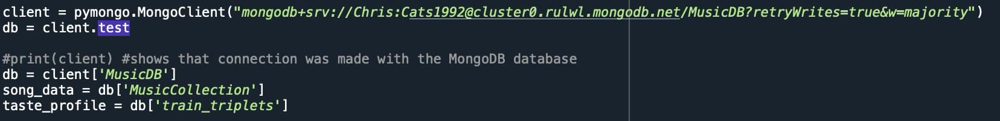 client = pymongo.MongoClient("mongodb+srv://Chris:Cats1992@cluster0.rulwl.mongodb.net/MusicDB?retryWrites=true&w=majority")
db = client.test
#print(client) #shows that connection was made with the MongoDB database
db = client['MusicDB']
song_data = db['MusicCollection']
taste_profile = db['train_triplets']